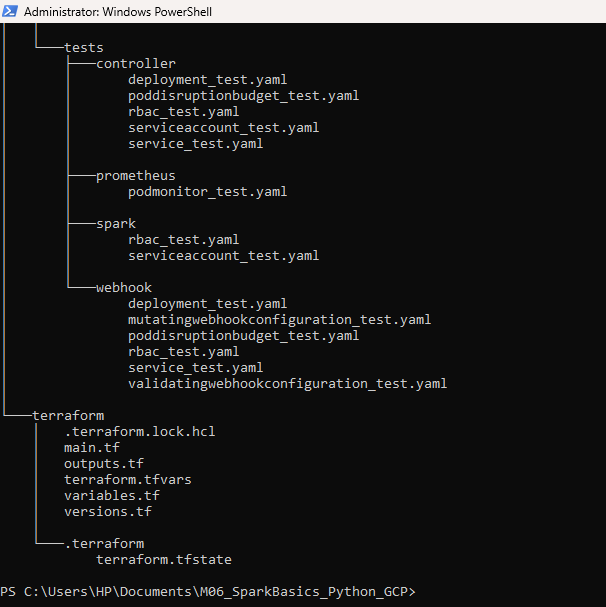 Administrator: Windows PowerShell
tests
controller
deployment_test.yaml
poddisruptionbudget_test.yaml
rbac_test.yaml
serviceaccount_test.yaml
service_test.yaml
prometheus
podmonitor_test.yaml
spark
rbac_test.yaml
serviceaccount_test.yaml
webhook
deployment_test.yaml
mutatingwebhookconfiguration_test.yaml
poddisruptionbudget_test.yaml
rbac_test.yaml
service_test.yaml
validatingwebhookconfiguration_test.yaml
terraform
.terraform.lock.hcl
main.tf
outputs.tf
terraform.tfvars
variables.tf
versions.tf
.terraform
terraform.tfstate
PS C:\Users\HP\Documents\M06_SparkBasics_Python_GCP>